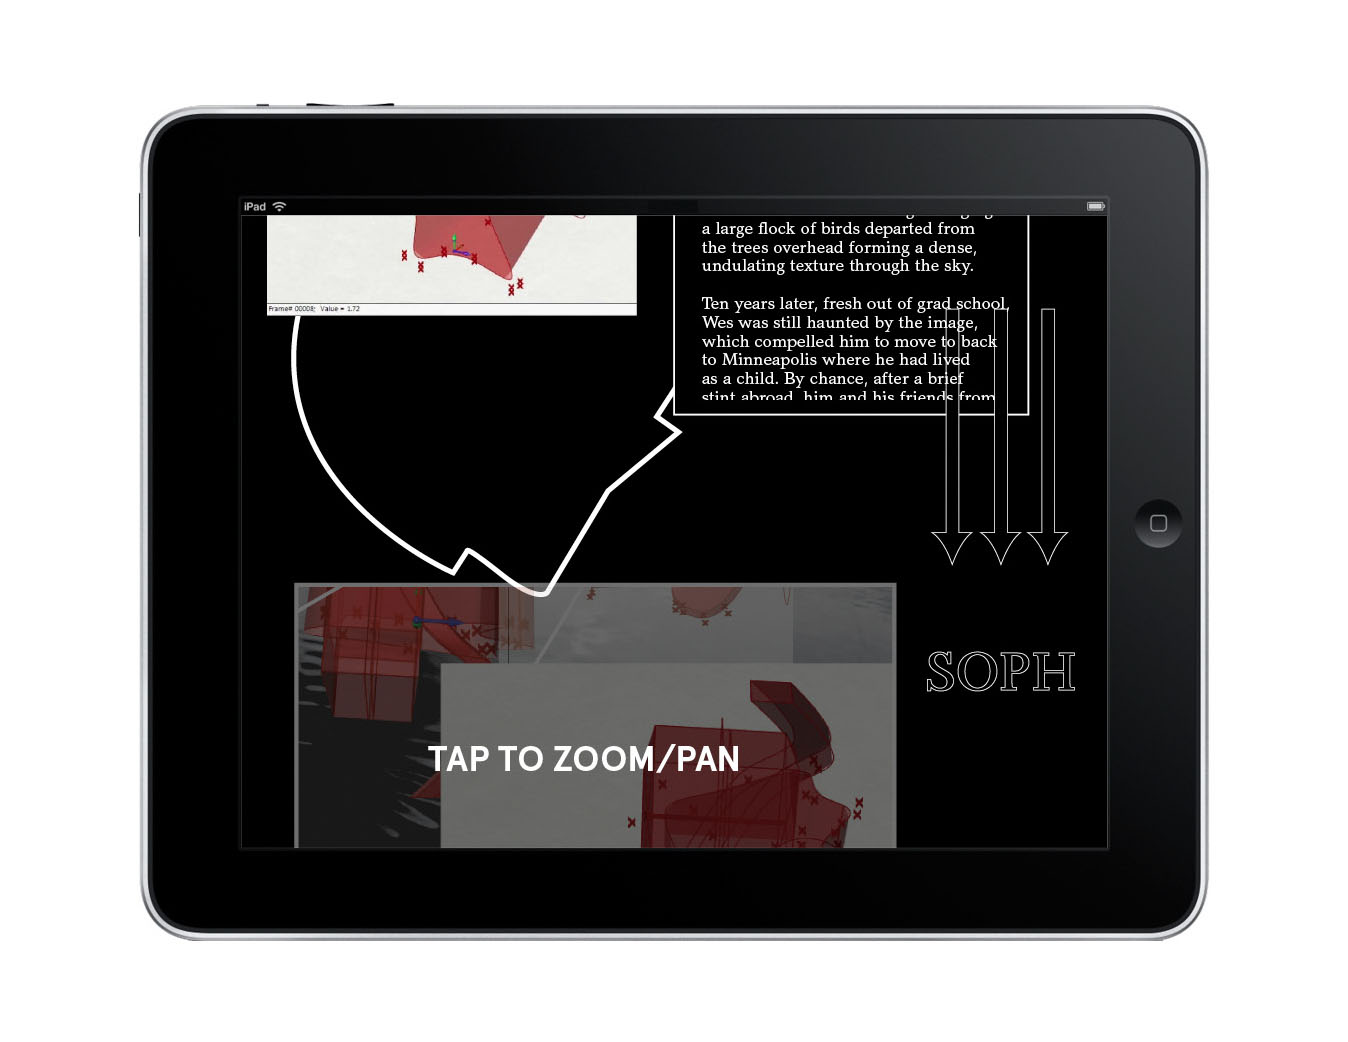 iPad
a large flock of birds departed from
the trees overhead forming a dense,
undulating texture through the sky.
Ten years later, fresh out of grad school,
Wes was still haunted by the image,
which compelled him to move to back
to Minneapolis where he had lived
as a child. By chance, after a brief
stint abroad, him and his friends from
Frame# 00008; Value = 1.72
SOPH
TAP TO ZOOM/PAN